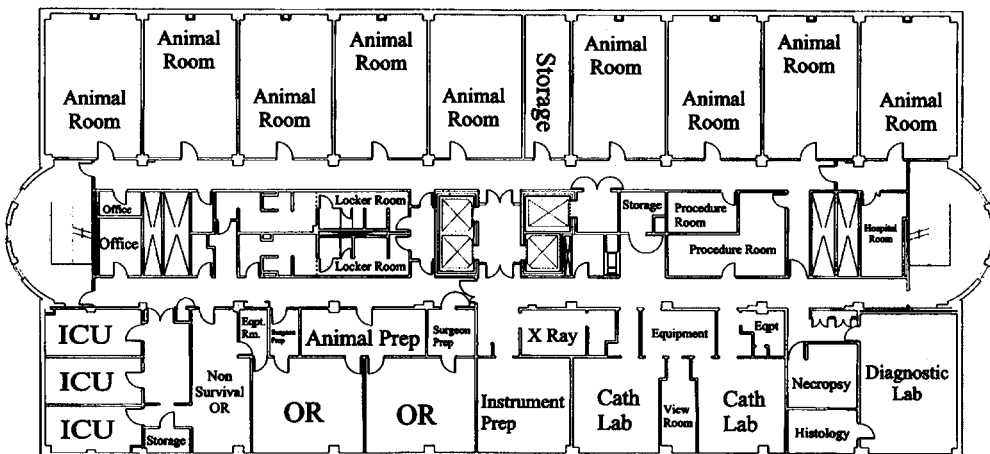 Animal
Room
Animal
Room
Animal
Room
Animal
Room
Animal
Room
Storage
Animal
Room
Animal
Room
Animal
Room
Animal
Room
Office
Office
Locker Room
Locker Room
Storage
Procedure
Room
Procedure Room
Hospital
Room
ICU
ICU
ICU
Storage
Non
Survival
OR
Eqpt.
Rm.
Surgeon
Prep
Animal Prep
Surgeon
Prep
OR
OR
Instrument
Prep
X Ray
Cath
Lab
Equipment
View
Room
Eqpt
Cath
Lab
Necropsy
Histology
Diagnostic
Lab